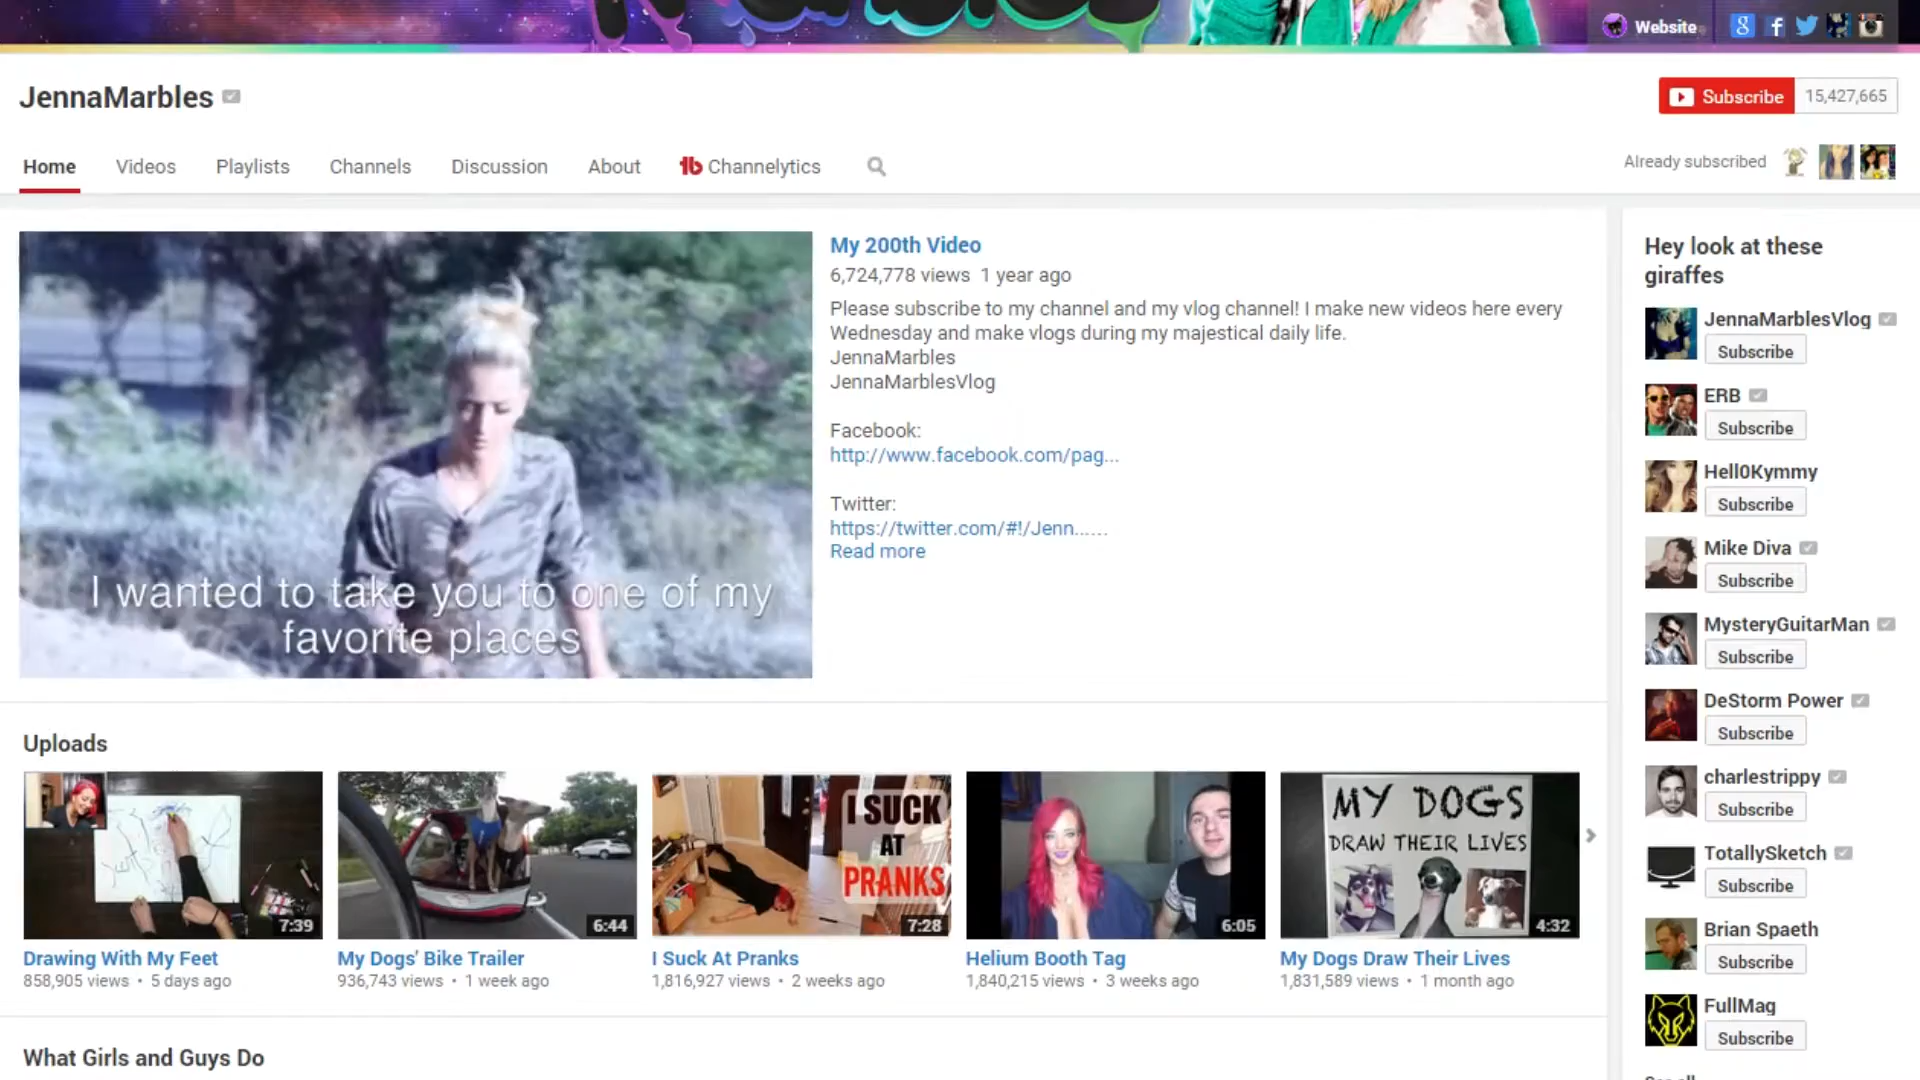 Website
JennaMarbles
Subscribe 15,427,665
Home Videos Playlists Channels Discussion About Channelytics
Already subscribed
I wanted to take you to one of my
favorite places
My 200th Video
6,724,778 views 1 year ago
Please subscribe to my channel and my vlog channel! I make new videos here every
Wednesday and make vlogs during my majestical daily life.
JennaMarbles
JennaMarblesVlog
Facebook:
http://www.facebook.com/pag...
Twitter:
https://twitter.com/#!/Jenn......
Read more
Uploads
7:39
Drawing With My Feet
858,905 views • 5 days ago
6:44
My Dogs' Bike Trailer
936,743 views • 1 week ago
I SUCK
AT
PRANKS
7:28
I Suck At Pranks
1,816,927 views • 2 weeks ago
6:05
Helium Booth Tag
1,840,215 views • 3 weeks ago
MY DOGS
DRAW THEIR LIVES
4:32
My Dogs Draw Their Lives
1,831,589 views • 1 month ago
What Girls and Guys Do
Hey look at these
giraffes
JennaMarblesVlog
Subscribe
ERB
Subscribe
Hell0Kymmy
Subscribe
Mike Diva
Subscribe
MysteryGuitarMan
Subscribe
DeStorm Power
Subscribe
charlestrippy
Subscribe
TotallySketch
Subscribe
Brian Spaeth
Subscribe
FullMag
Subscribe